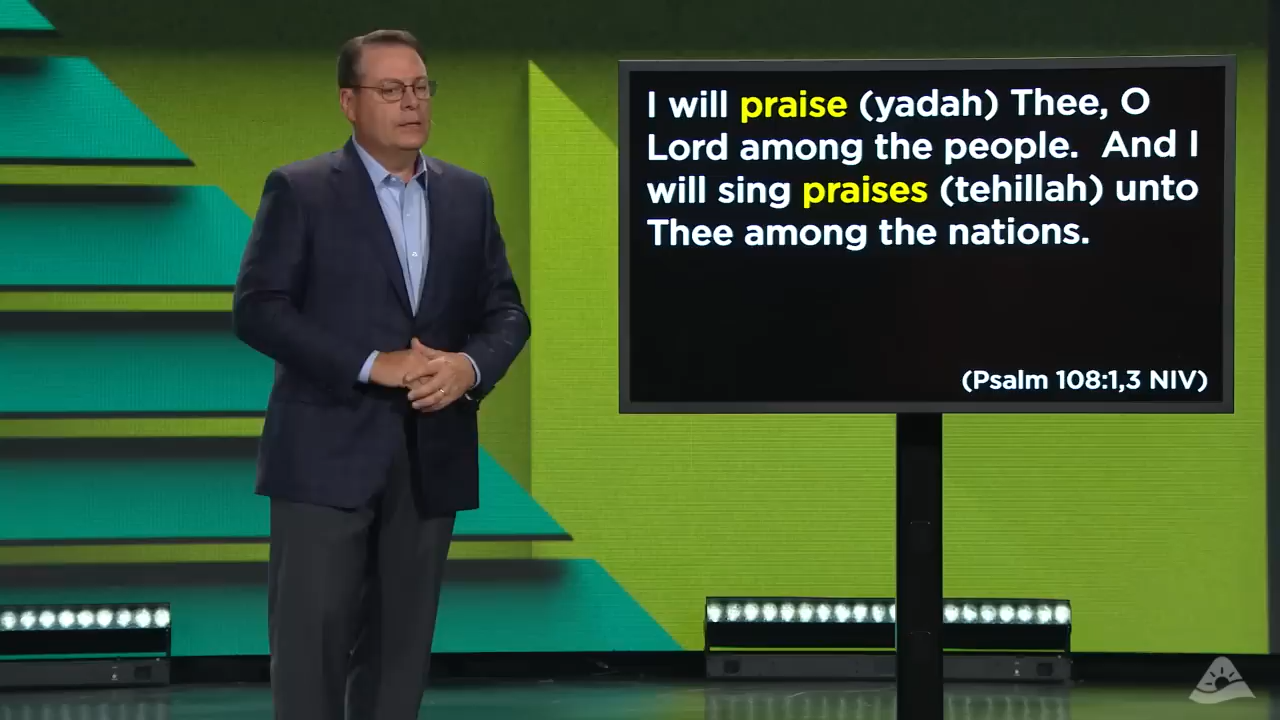 I will praise (yadah) Thee, O
Lord among the people.  And I
will sing praises (tehillah) unto
Thee among the nations.
(Psalm 108:1,3 NIV)